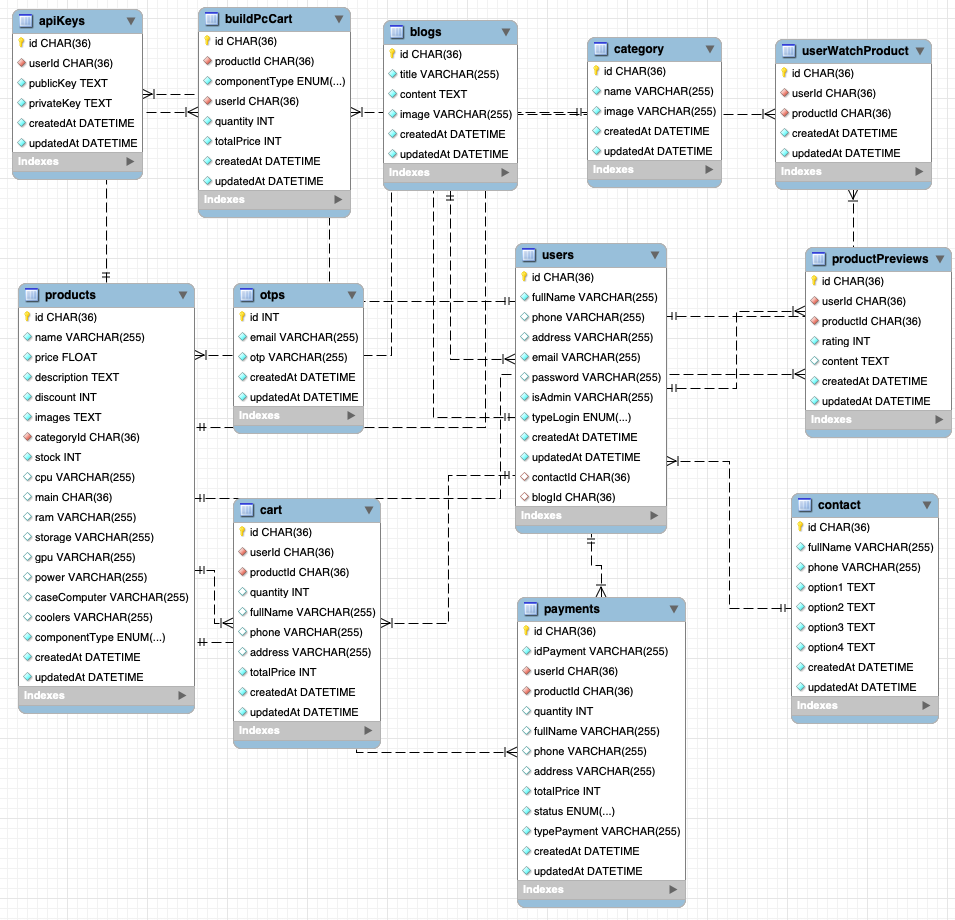 apiKeys
id CHAR(36)
userId CHAR(36)
publicKey TEXT
privateKey TEXT
createdAt DATETIME
updatedAt DATETIME
Indexes
buildPcCart
id CHAR(36)
productId CHAR(36)
componentType ENUM(...)
userId CHAR(36)
quantity INT
totalPrice INT
createdAt DATETIME
updatedAt DATETIME
Indexes
blogs
id CHAR(36)
title VARCHAR(255)
content TEXT
image VARCHAR(255)
createdAt DATETIME
updatedAt DATETIME
Indexes
category
id CHAR(36)
name VARCHAR(255)
image VARCHAR(255)
createdAt DATETIME
updatedAt DATETIME
Indexes
userWatchProduct
id CHAR(36)
userId CHAR(36)
productId CHAR(36)
createdAt DATETIME
updatedAt DATETIME
Indexes
products
id CHAR(36)
name VARCHAR(255)
price FLOAT
description TEXT
discount INT
images TEXT
categoryId CHAR(36)
stock INT
cpu VARCHAR(255)
main CHAR(36)
ram VARCHAR(255)
storage VARCHAR(255)
gpu VARCHAR(255)
power VARCHAR(255)
caseComputer VARCHAR(255)
coolers VARCHAR(255)
componentType ENUM(...)
createdAt DATETIME
updatedAt DATETIME
Indexes
otps
id INT
email VARCHAR(255)
otp VARCHAR(255)
createdAt DATETIME
updatedAt DATETIME
Indexes
users
id CHAR(36)
fullName VARCHAR(255)
phone VARCHAR(255)
address VARCHAR(255)
email VARCHAR(255)
password VARCHAR(255)
isAdmin VARCHAR(255)
typeLogin ENUM(...)
createdAt DATETIME
updatedAt DATETIME
contactId CHAR(36)
blogId CHAR(36)
Indexes
productPreviews
id CHAR(36)
userId CHAR(36)
productId CHAR(36)
rating INT
content TEXT
createdAt DATETIME
updatedAt DATETIME
Indexes
cart
id CHAR(36)
userId CHAR(36)
productId CHAR(36)
quantity INT
fullName VARCHAR(255)
phone VARCHAR(255)
address VARCHAR(255)
totalPrice INT
createdAt DATETIME
updatedAt DATETIME
Indexes
contact
id CHAR(36)
fullName VARCHAR(255)
phone VARCHAR(255)
option1 TEXT
option2 TEXT
option3 TEXT
option4 TEXT
createdAt DATETIME
updatedAt DATETIME
Indexes
payments
id CHAR(36)
idPayment VARCHAR(255)
userId CHAR(36)
productId CHAR(36)
quantity INT
fullName VARCHAR(255)
phone VARCHAR(255)
address VARCHAR(255)
totalPrice INT
status ENUM(...)
typePayment VARCHAR(255)
createdAt DATETIME
updatedAt DATETIME
Indexes